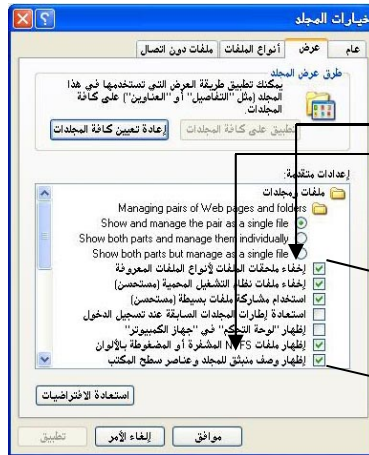 خيارات المجلد
عام
عرض
أنواع الملفات
ملفات دون اتصال
طرق عرض المجلد
يمكنك تطبيق طريقة العرض التي تستخدمها في هذا
المجلد (مثل "التفاصيل" أو "العناوين") على كافة
المجلدات.
تطبيق على كافة المجلدات
إعادة تعيين كافة المجلدات
إعدادات متقدمة:
ملفات ومجلدات
Managing pairs of Web pages and folders
Show and manage the pair as a single file
Show both parts and manage them individually
Show both parts but manage as a single file
إخفاء ملحقات الملفات لأنواع الملفات المعروفة
إخفاء ملفات نظام التشغيل المحمية (مستحسن)
استخدام مشاركة ملفات بسيطة (مستحسن)
استعادة إطارات المجلدات السابقة عند تسجيل الدخول
إظهار "لوحة التحكم" في "جهاز الكمبيوتر"
إظهار ملفات NTFS المشفرة أو المضغوطة بالألوان
إظهار وصف منبثق للمجلد وعناصر سطح المكتب
استعادة الافتراضيات
موافق
إلغاء الأمر
تطبيق